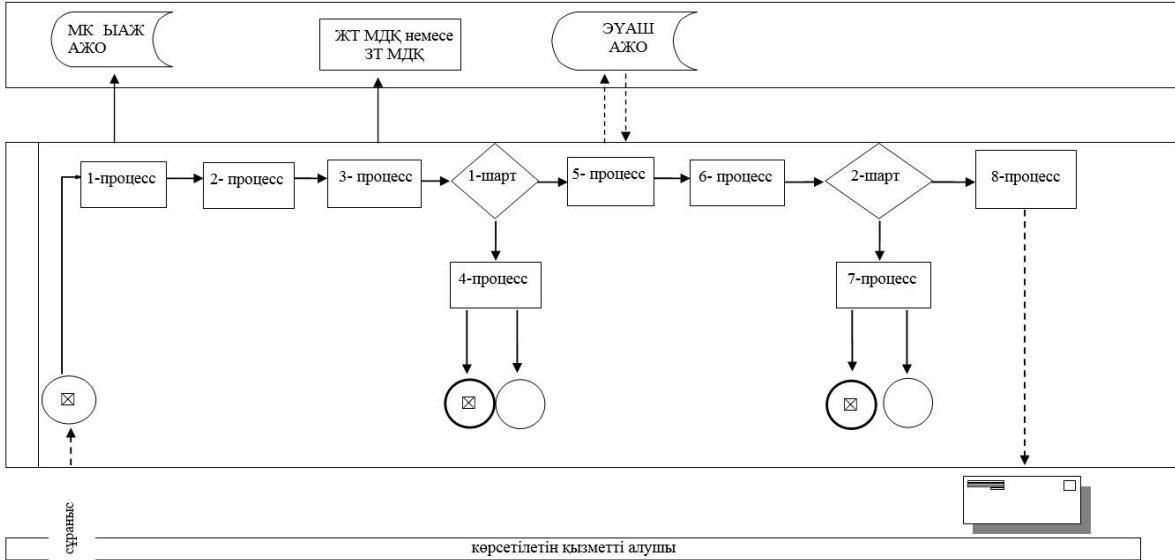 МК ЫАЖ
АЖО
ЖТ МДҚ немесе
ЗТ МДҚ
ЭҮАШ
АЖО
1-процесс
2- процесс
3- процесс
1-шарт
5- процесс
6- процесс
2-шарт
8-процесс
4-процесс
7-процесс
сұраныс
көрсетілетін қызметті алушы